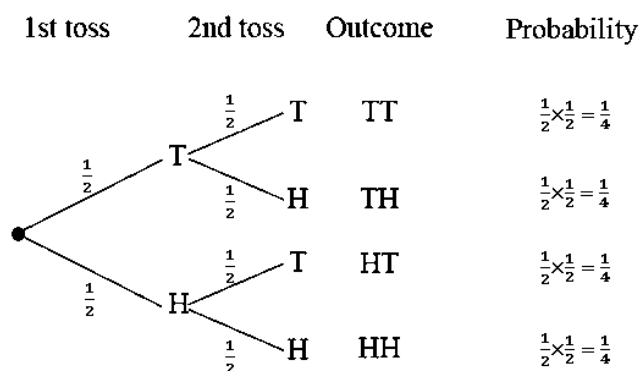 1st toss 2nd toss Outcome Probability
1/2 T TT 1/2×1/2=1/4
1/2 T
1/2 H TH 1/2×1/2=1/4
1/2 T HT 1/2×1/2=1/4
1/2 H
1/2 H HH 1/2×1/2=1/4